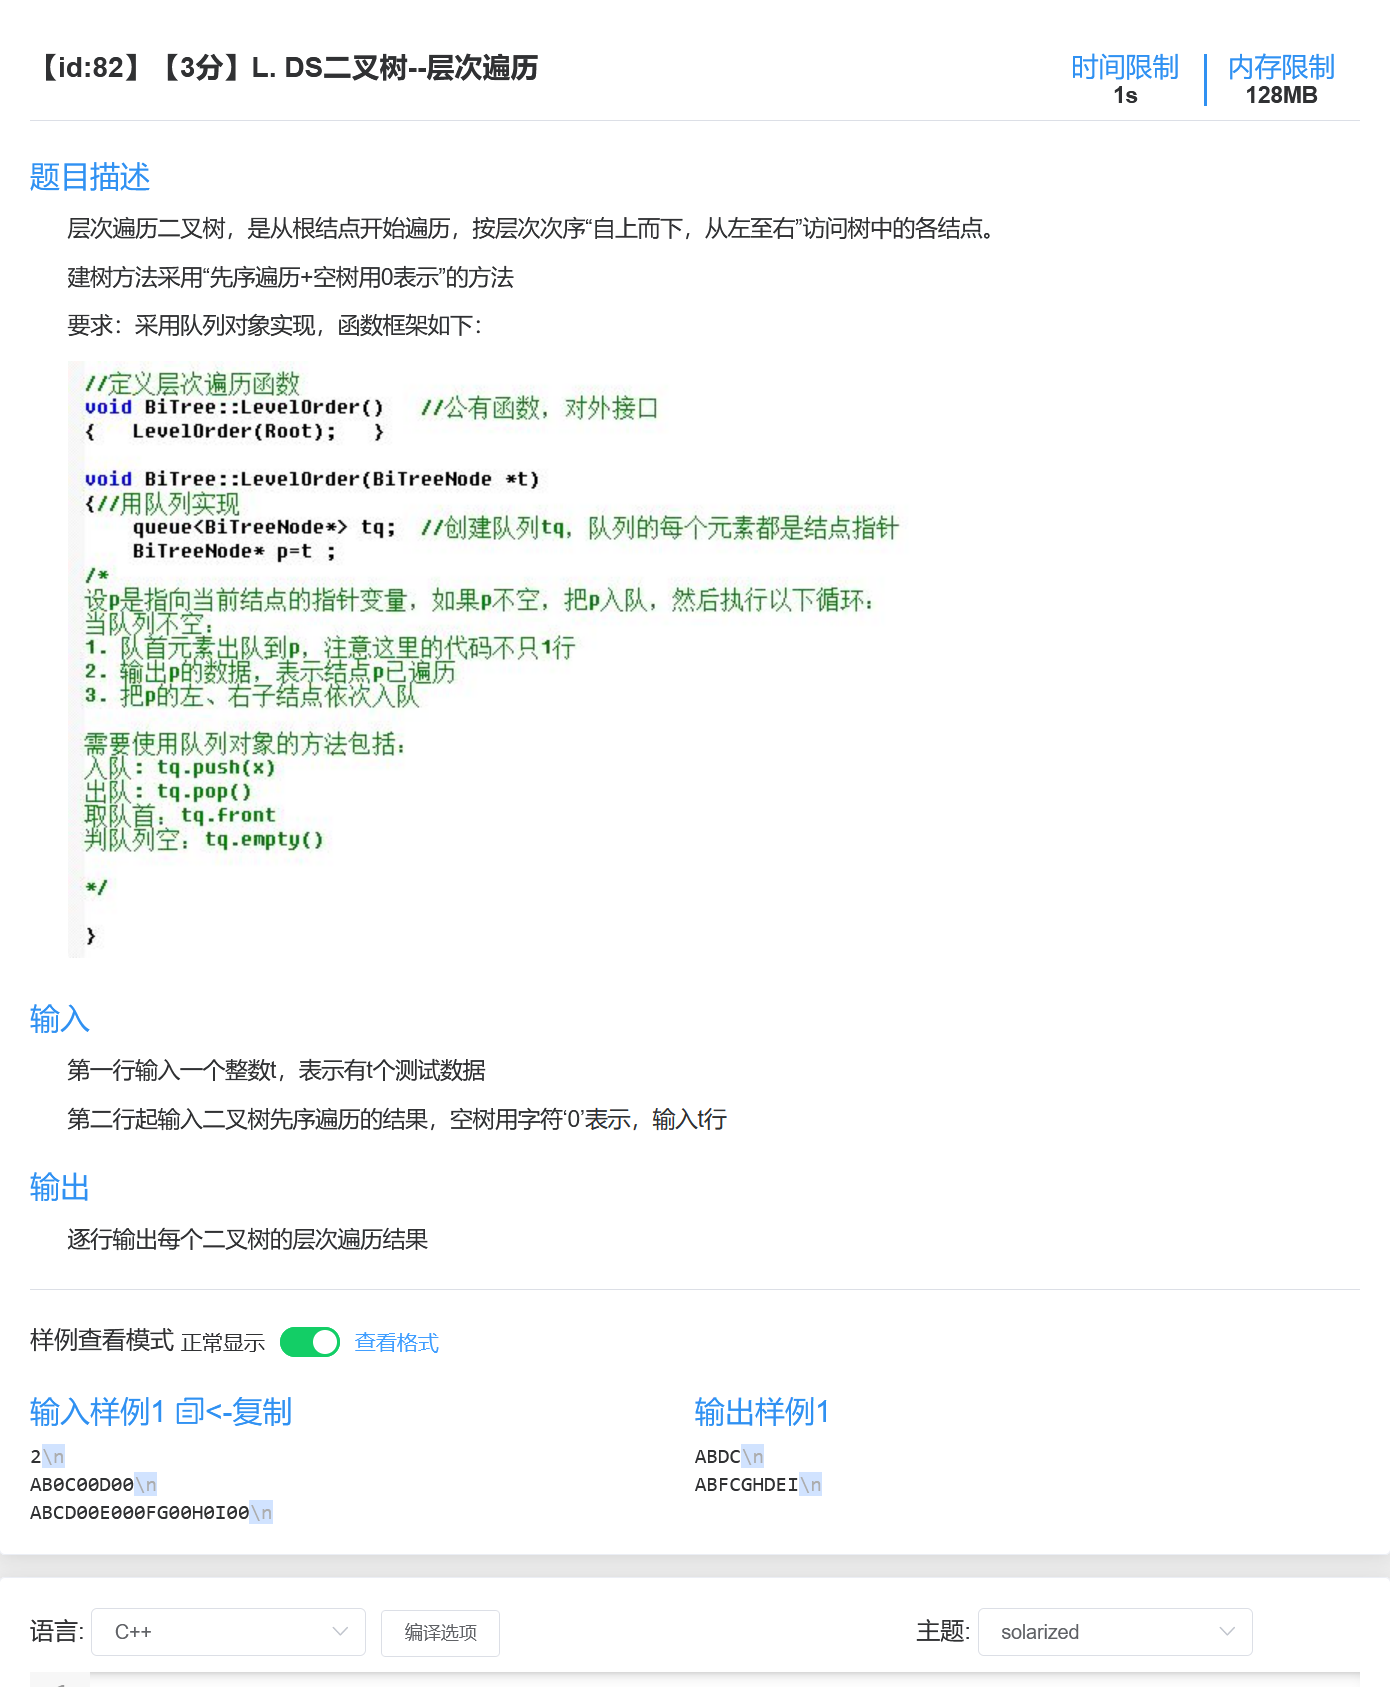 【id:82】【3分】L. DS二叉树--层次遍历
时间限制
1s
内存限制
128MB
题目描述
层次遍历二叉树，是从根结点开始遍历，按层次次序“自上而下，从左至右”访问树中的各结点。
建树方法采用“先序遍历+空树用0表示”的方法
要求：采用队列对象实现，函数框架如下：
//定义层次遍历函数
void BiTree::LevelOrder()   //公有函数，对外接口
{   LevelOrder(Root);   }
void BiTree::LevelOrder(BiTreeNode *t)
{//用队列实现
    queue<BiTreeNode*> tq;  //创建队列tq，队列的每个元素都是结点指针
    BiTreeNode* p=t ;
/*
设p是指向当前结点的指针变量，如果p不空，把p入队，然后执行以下循环：
当队列不空：
1. 队首元素出队到p，注意这里的代码不只1行
2. 输出p的数据，表示结点p已遍历
3. 把p的左、右子结点依次入队
需要使用队列对象的方法包括：
入队: tq.push(x)
出队: tq.pop()
取队首：tq.front
判队列空：tq.empty()
*/
}
输入
第一行输入一个整数t，表示有t个测试数据
第二行起输入二叉树先序遍历的结果，空树用字符‘0’表示，输入t行
输出
逐行输出每个二叉树的层次遍历结果
样例查看模式 正常显示 查看格式
输入样例1 <-复制
2\n
AB0C00D00\n
ABCD00E000FG00H0I00\n
输出样例1
ABDC\n
ABFCGHDEI\n
语言: C++ 编译选项 主题: solarized